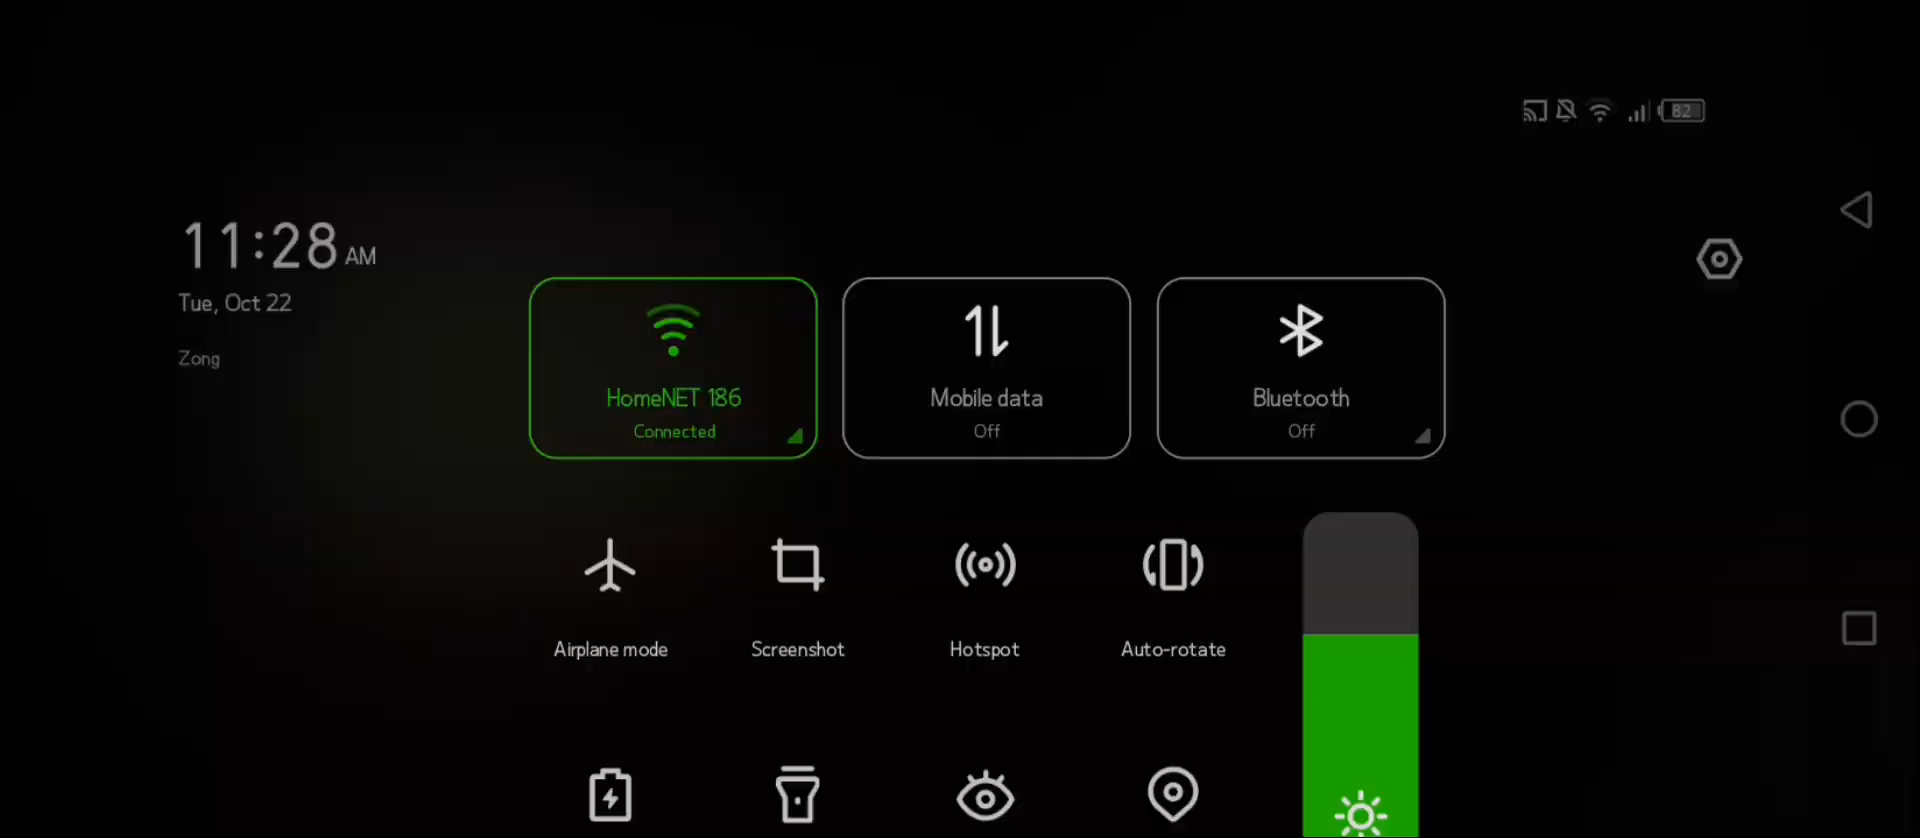 82
11:28 AM
Tue, Oct 22
Zong
HomeNET 186
Connected
Mobile data
Off
Bluetooth
Off
Airplane mode
Screenshot
Hotspot
Auto-rotate